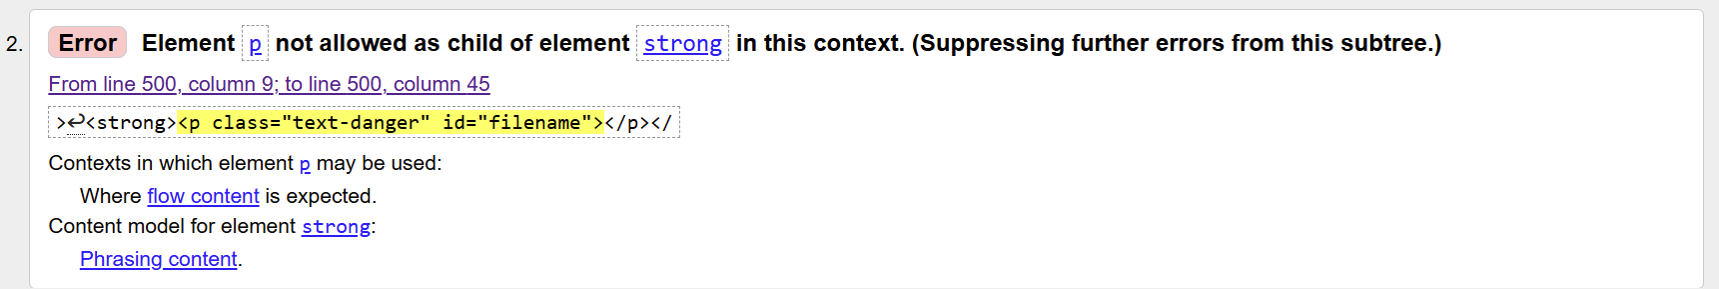 2. Error Element p not allowed as child of element strong in this context. (Suppressing further errors from this subtree.)
From line 500, column 9; to line 500, column 45
>↩<strong><p class="text-danger" id="filename"></p></
Contexts in which element p may be used:
Where flow content is expected.
Content model for element strong:
Phrasing content.